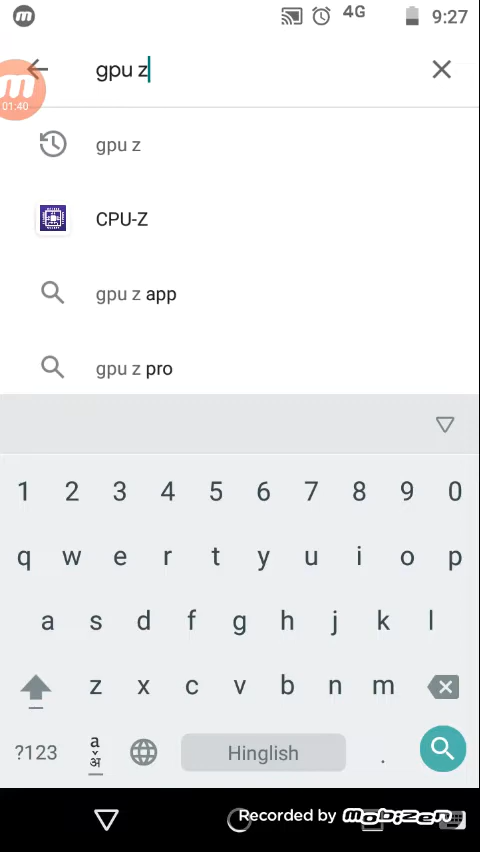 4G 9:27
gpu z
01:40
gpu z
CPU-Z
gpu z app
gpu z pro
1 2 3 4 5 6 7 8 9 0
q w e r t y u i o p
a s d f g h j k l
z x c v b n m
?123 a अ Hinglish .
Recorded by Mobizen